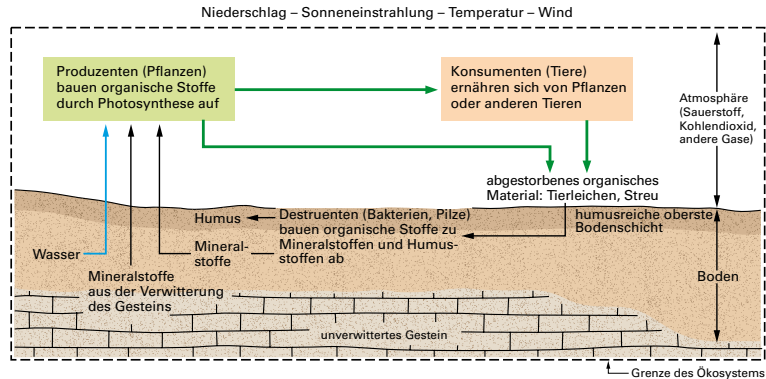 Niederschlag – Sonneneinstrahlung – Temperatur – Wind
Produzenten (Pflanzen)
bauen organische Stoffe
durch Photosynthese auf
Konsumenten (Tiere)
ernähren sich von Pflanzen
oder anderen Tieren
Atmosphäre
(Sauerstoff,
Kohlendioxid,
andere Gase)
abgestorbenes organisches
Material: Tierleichen, Streu
Humus
Destruenten (Bakterien, Pilze)
bauen organische Stoffe zu
Mineralstoffen und Humus-
stoffen ab
humusreiche oberste
Bodenschicht
Mineral-
stoffe
Wasser
Mineralstoffe
aus der Verwitterung
des Gesteins
Boden
unverwittertes Gestein
Grenze des Ökosystems